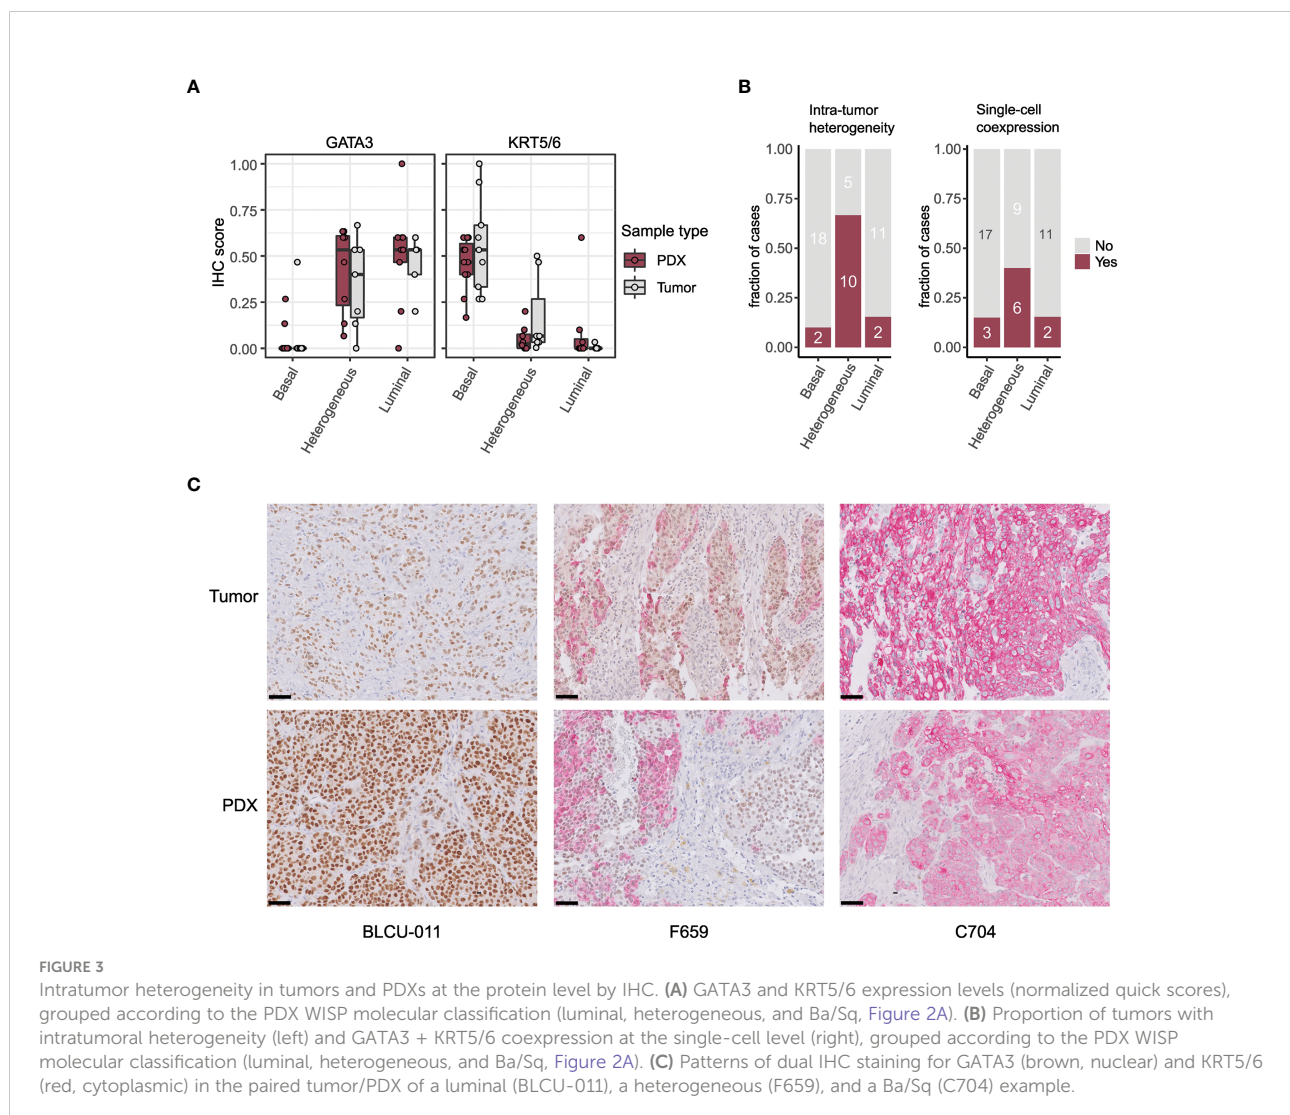 A
B
Intra-tumor
heterogeneity
Single-cell
coexpression
GATA3
KRT5/6
IHC score
1.00
0.75
0.50
0.25
0.00
Basal
Heterogeneous
Luminal
Basal
Heterogeneous
Luminal
Sample type
PDX
Tumor
fraction of cases
1.00
0.75
0.50
0.25
0.00
18
5
11
2
10
2
Basal
Heterogeneous
Luminal
fraction of cases
1.00
0.75
0.50
0.25
0.00
17
9
11
3
6
2
Basal
Heterogeneous
Luminal
No
Yes
C
Tumor
PDX
BLCU-011
F659
C704
FIGURE 3
Intratumor heterogeneity in tumors and PDXs at the protein level by IHC. (A) GATA3 and KRT5/6 expression levels (normalized quick scores),
grouped according to the PDX WISP molecular classification (luminal, heterogeneous, and Ba/Sq, Figure 2A). (B) Proportion of tumors with
intratumoral heterogeneity (left) and GATA3 + KRT5/6 coexpression at the single-cell level (right), grouped according to the PDX WISP
molecular classification (luminal, heterogeneous, and Ba/Sq, Figure 2A). (C) Patterns of dual IHC staining for GATA3 (brown, nuclear) and KRT5/6
(red, cytoplasmic) in the paired tumor/PDX of a luminal (BLCU-011), a heterogeneous (F659), and a Ba/Sq (C704) example.